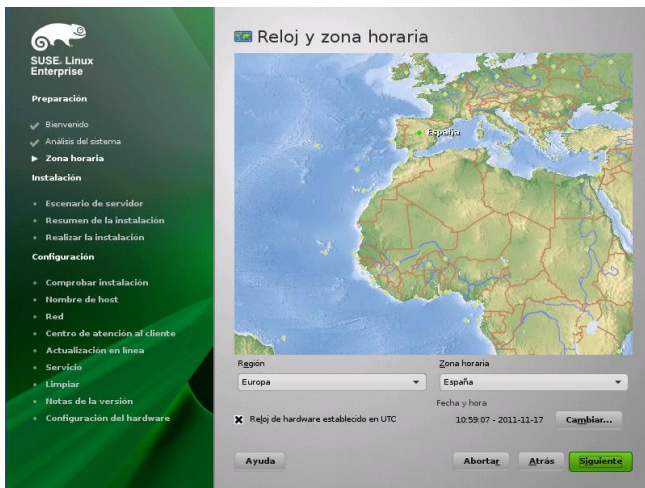 SUSE. Linux
Enterprise
Preparación
Bienvenido
Análisis del sistema
Zona horaria
Instalación
Escenario de servidor
Resumen de la instalación
Realizar la instalación
Configuración
Comprobar instalación
Nombre de host
Red
Centro de atención al cliente
Actualización en línea
Servicio
Limpiar
Notas de la versión
Configuración del hardware
Reloj y zona horaria
España
Región
Zona horaria
Europa
España
Fecha y hora
Reloj de hardware establecido en UTC
10:59:07 - 2011-11-17
Cambiar...
Ayuda
Abortar
Atrás
Siguiente